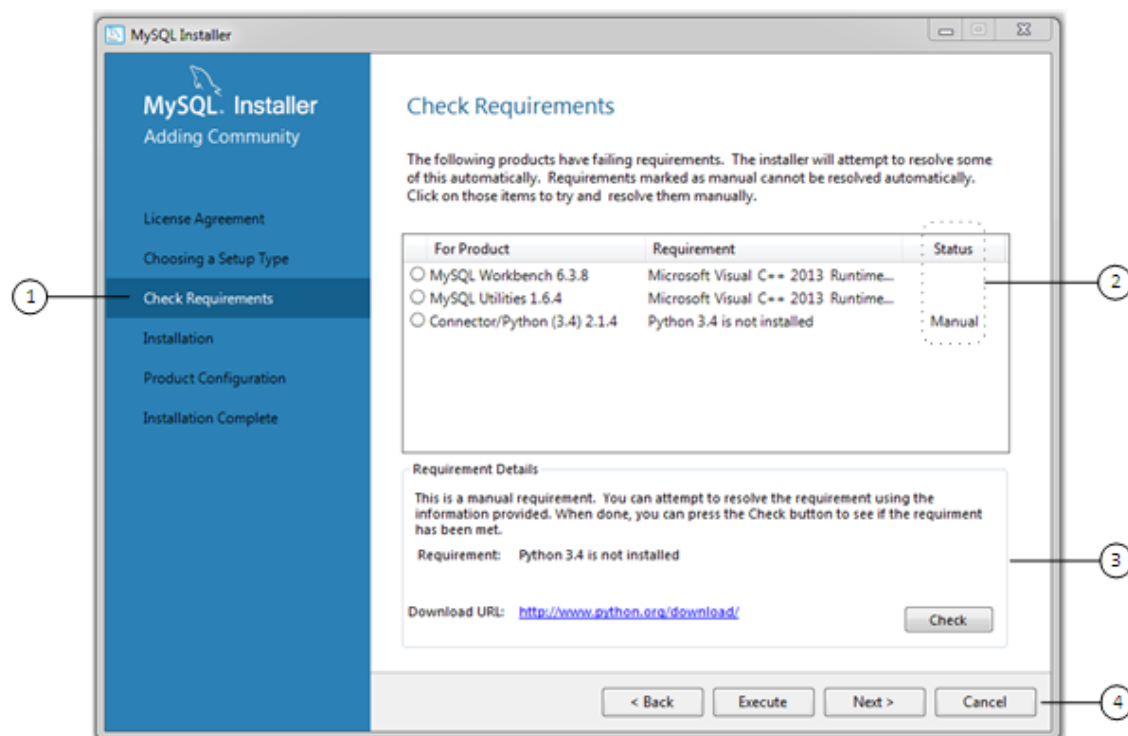 MySQL Installer
MySQL. Installer
Adding Community
License Agreement
Choosing a Setup Type
Check Requirements
Installation
Product Configuration
Installation Complete
1
Check Requirements
The following products have failing requirements. The installer will attempt to resolve some
of this automatically. Requirements marked as manual cannot be resolved automatically.
Click on those items to try and resolve them manually.
For Product Requirement Status
MySQL Workbench 6.3.8 Microsoft Visual C++ 2013 Runtime...
MySQL Utilities 1.6.4 Microsoft Visual C++ 2013 Runtime...
Connector/Python (3.4) 2.1.4 Python 3.4 is not installed Manual
2
Requirement Details
This is a manual requirement. You can attempt to resolve the requirement using the
information provided. When done, you can press the Check button to see if the requirment
has been met.
Requirement: Python 3.4 is not installed
3
Download URL: http://www.python.org/download/
Check
< Back Execute Next > Cancel
4